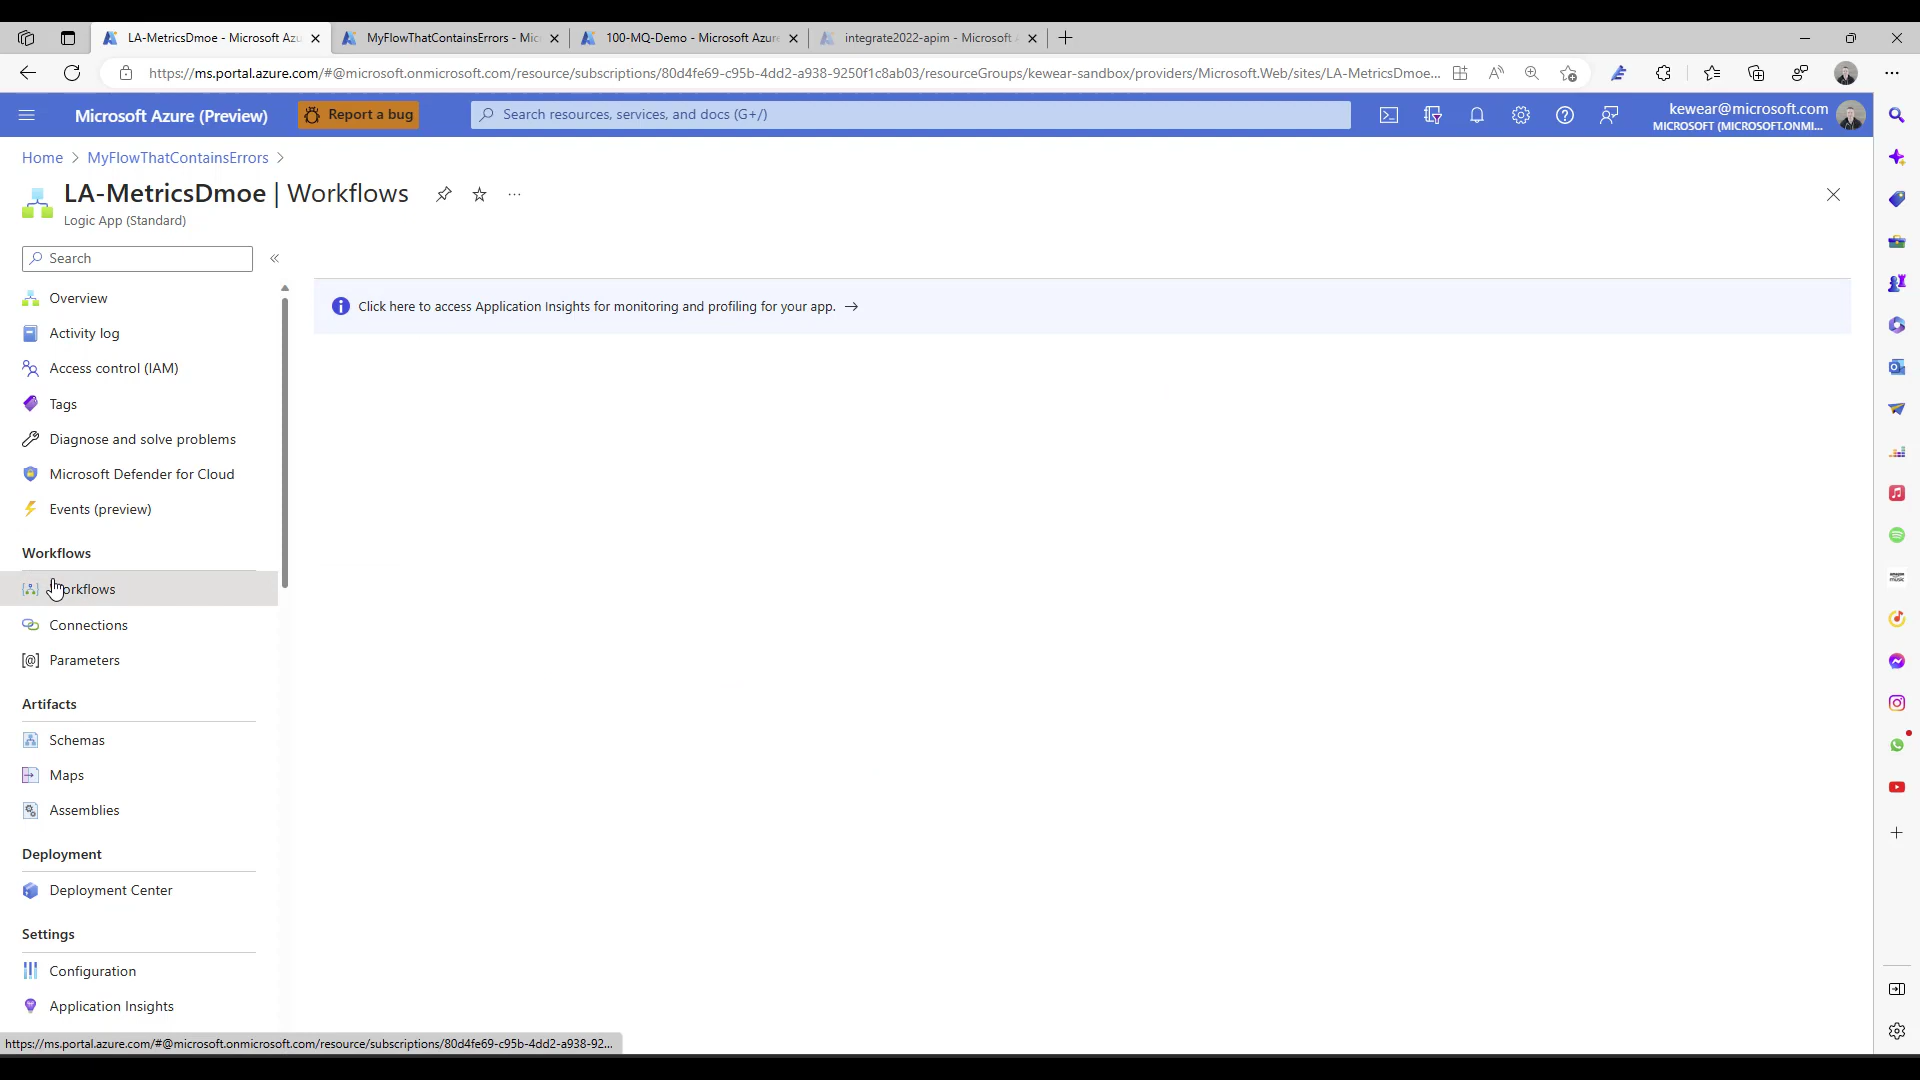 LA-MetricsDmoe - Microsoft Azu
MyFlowThatContainsErrors - Mic
100-MQ-Demo - Microsoft Azure
integrate2022-apim - Microsoft A
https://ms.portal.azure.com/#@microsoft.onmicrosoft.com/resource/subscriptions/80d4fe69-c95b-4dd2-a938-9250f1c8ab03/resourceGroups/kewear-sandbox/providers/Microsoft.Web/sites/LA-MetricsDmoe...
Microsoft Azure (Preview)
Report a bug
Search resources, services, and docs (G+/)
kewear@microsoft.com
MICROSOFT (MICROSOFT.ONMI...
Home > MyFlowThatContainsErrors >
LA-MetricsDmoe | Workflows
Logic App (Standard)
Search
Click here to access Application Insights for monitoring and profiling for your app. →
Overview
Activity log
Access control (IAM)
Tags
Diagnose and solve problems
Microsoft Defender for Cloud
Events (preview)
Workflows
Workflows
Connections
Parameters
Artifacts
Schemas
Maps
Assemblies
Deployment
Deployment Center
Settings
Configuration
Application Insights
https://ms.portal.azure.com/#@microsoft.onmicrosoft.com/resource/subscriptions/80d4fe69-c95b-4dd2-a938-92...